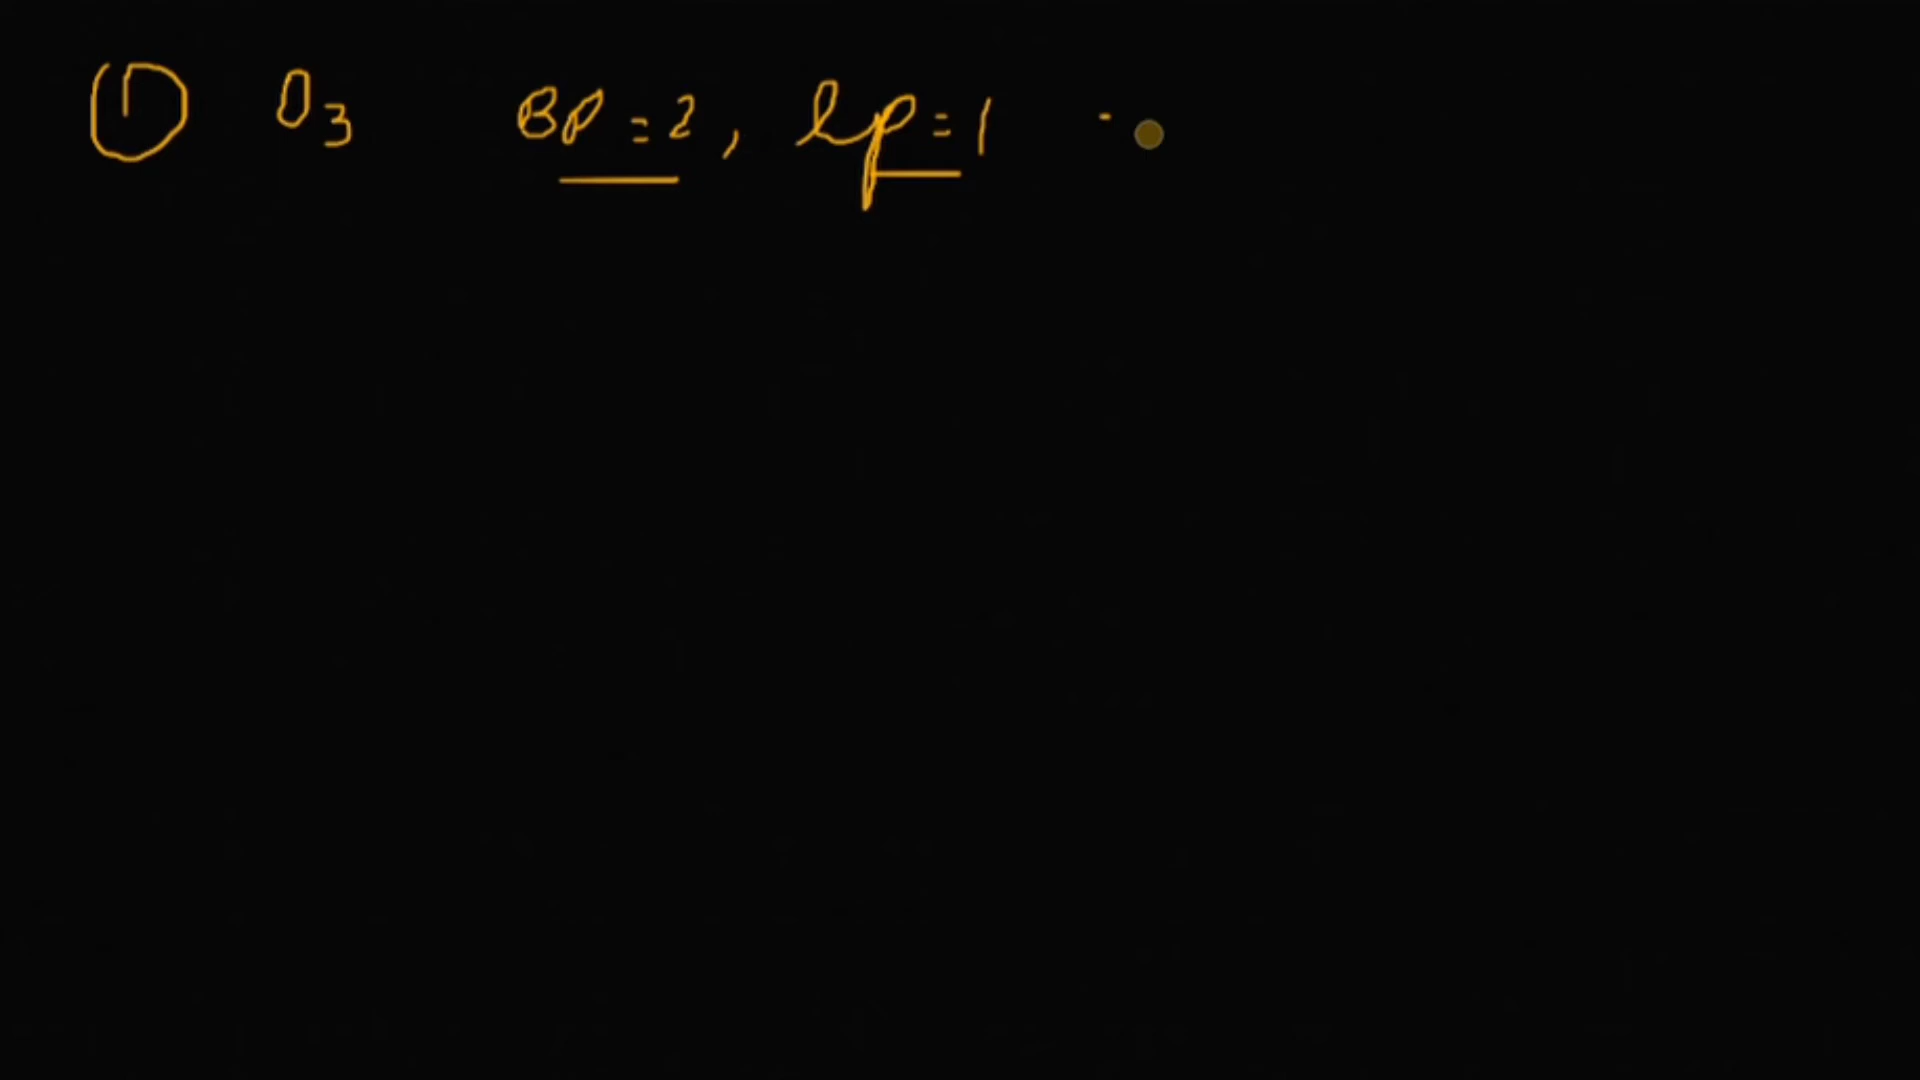 ① O₃ BP = 2, lp = 1